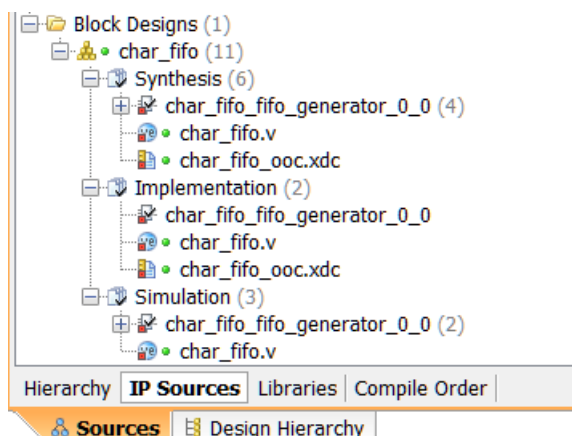 Block Designs (1)
char_fifo (11)
Synthesis (6)
char_fifo_fifo_generator_0_0 (4)
char_fifo.v
char_fifo_ooc.xdc
Implementation (2)
char_fifo_fifo_generator_0_0
char_fifo.v
char_fifo_ooc.xdc
Simulation (3)
char_fifo_fifo_generator_0_0 (2)
char_fifo.v
Hierarchy IP Sources Libraries Compile Order
Sources Design Hierarchy